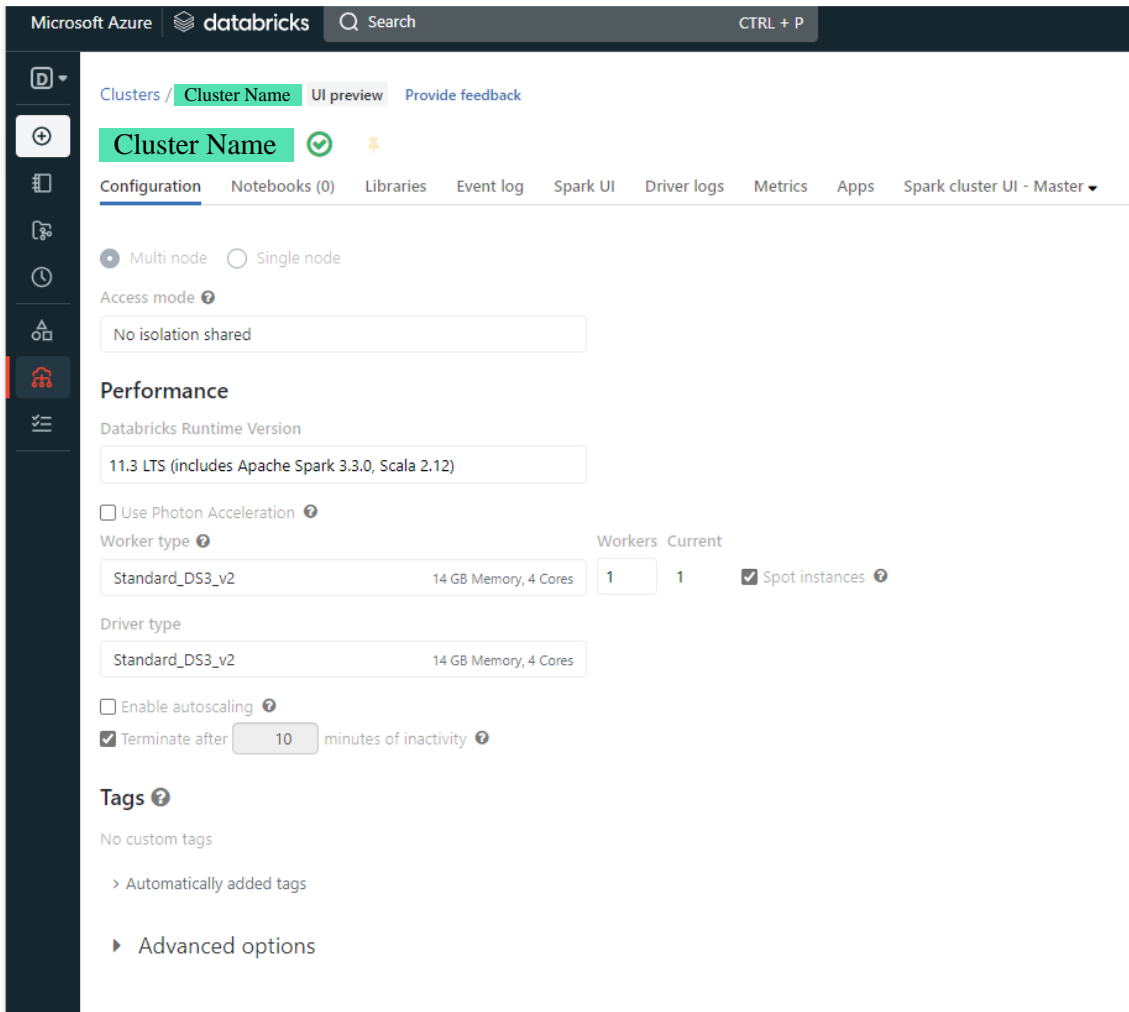 Microsoft Azure databricks Search CTRL + P
D
Clusters / Cluster Name UI preview Provide feedback
Cluster Name
Configuration Notebooks (0) Libraries Event log Spark UI Driver logs Metrics Apps Spark cluster UI - Master
Multi node Single node
Access mode ?
No isolation shared
Performance
Databricks Runtime Version
11.3 LTS (includes Apache Spark 3.3.0, Scala 2.12)
Use Photon Acceleration ?
Worker type ? Workers Current
Standard_DS3_v2 14 GB Memory, 4 Cores 1 1 Spot instances ?
Driver type
Standard_DS3_v2 14 GB Memory, 4 Cores
Enable autoscaling ?
Terminate after 10 minutes of inactivity ?
Tags ?
No custom tags
Automatically added tags
Advanced options